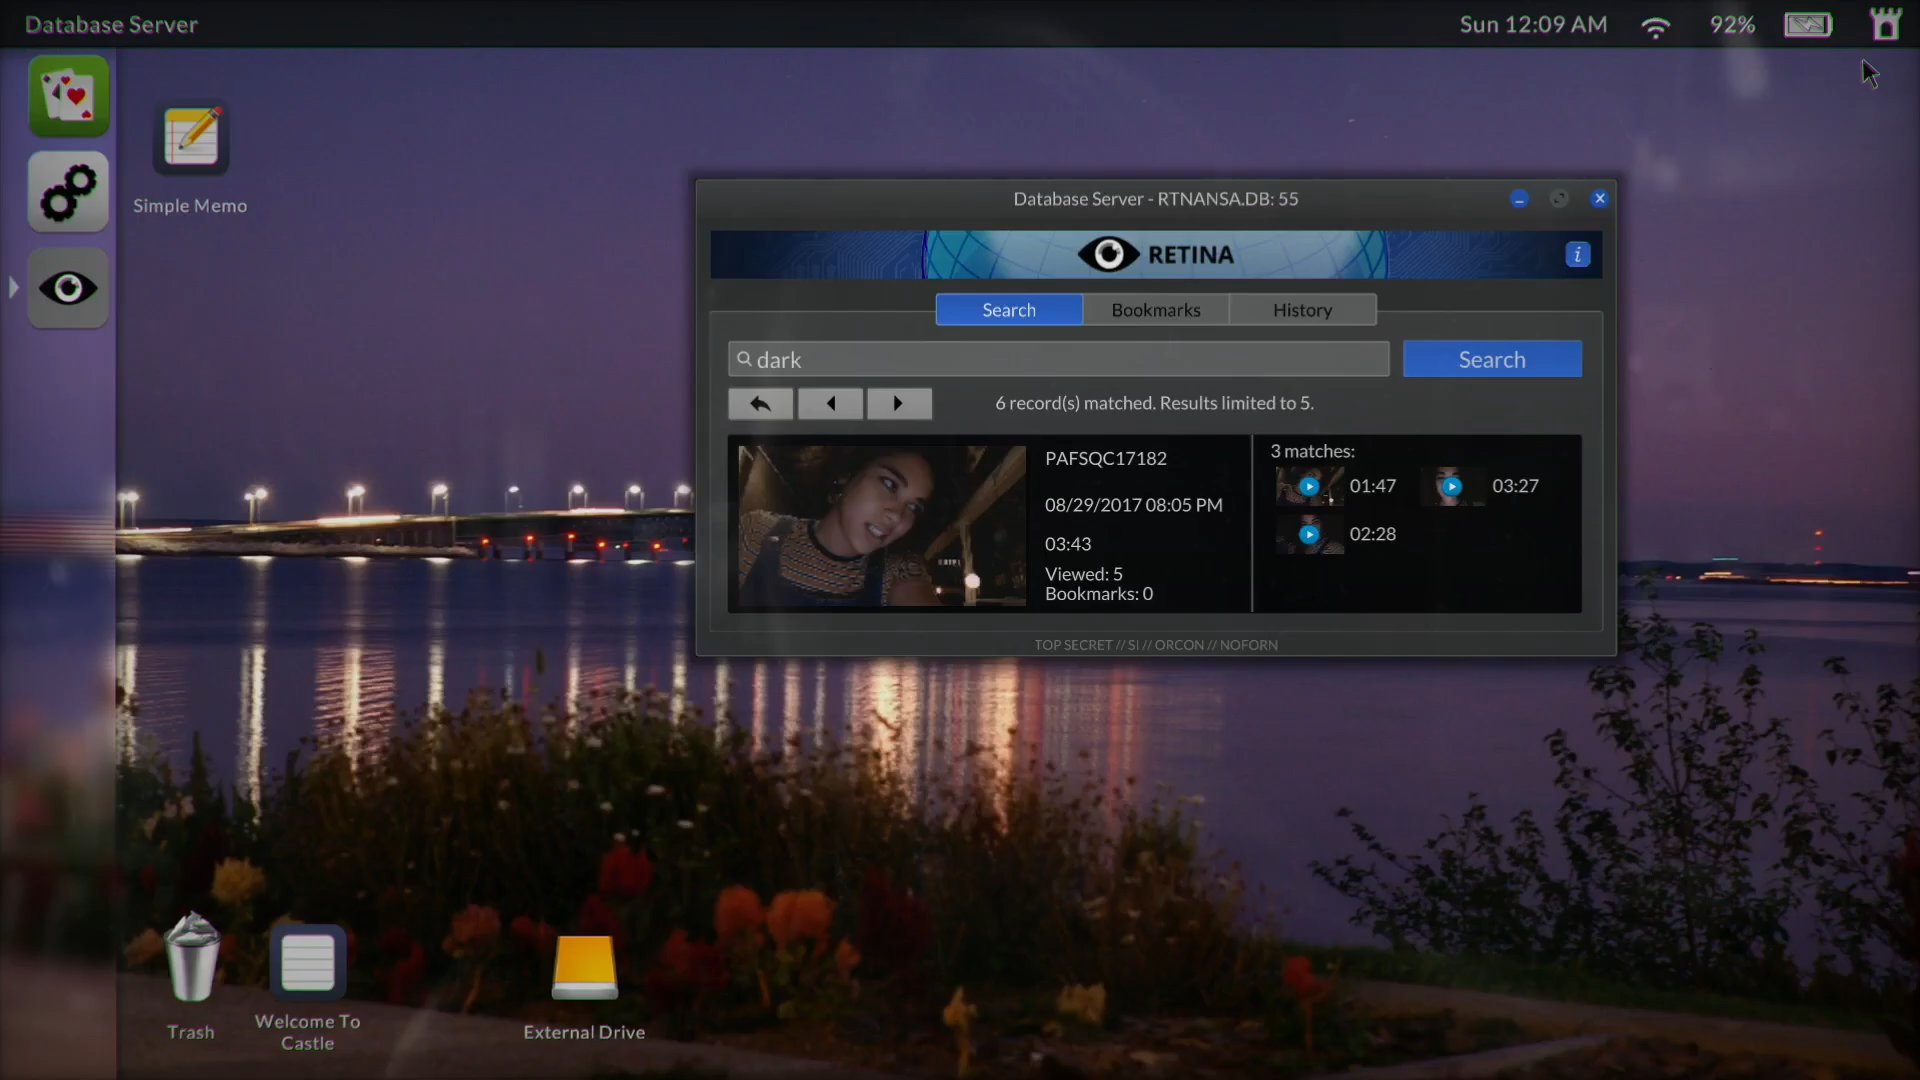 Database Server
Sun 12:09 AM
92%
Simple Memo
Database Server - RTNANSA.DB: 55
RETINA
i
Search
Bookmarks
History
dark
Search
6 record(s) matched. Results limited to 5.
PAFSQC17182
08/29/2017 08:05 PM
03:43
Viewed: 5
Bookmarks: 0
3 matches:
01:47
03:27
02:28
TOP SECRET // SI // ORCON // NOFORN
Trash
Welcome To
Castle
External Drive